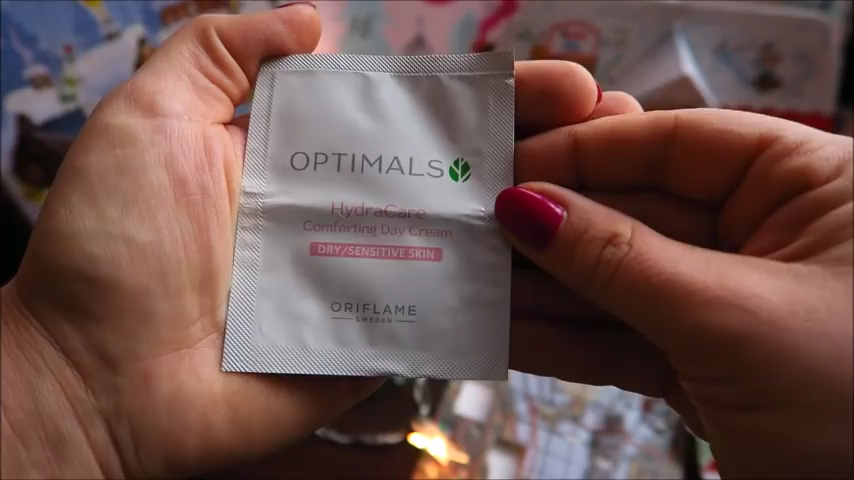 OPTIMALS
HydraCare
Comforting Day Cream
DRY/SENSITIVE SKIN
ORIFLAME
SWEDEN